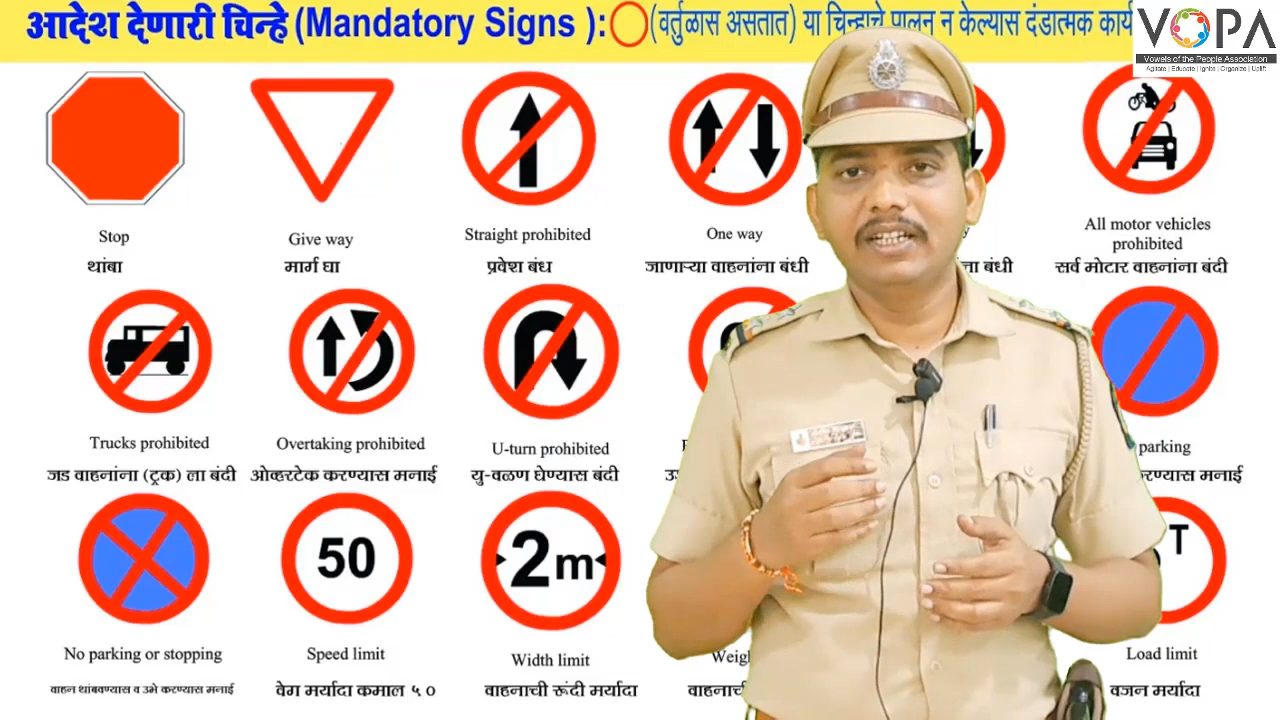 आदेश देणारी चिन्हे (Mandatory Signs ): (वर्तुळास असतात) या चिन्हाचे पालन न केल्यास दंडात्मक
VOPA
Vowels of the People Association
Agitate | Educate | Ignite | Organize | Uplift
Stop
Give way
Straight prohibited
One way
All motor vehicles
prohibited
थांबा
मार्ग घा
प्रवेश बंध
जाणाऱ्या वाहनांना बंधी
बंधी
सर्व मोटार वाहनांना बंदी
Trucks prohibited
Overtaking prohibited
U-turn prohibited
parking
जड वाहनांना (ट्रक) ला बंदी
ओव्हरटेक करण्यास मनाई
यु-वळण घेण्यास बंदी
करण्यास मनाई
50
2m
T
No parking or stopping
Speed limit
Width limit
Load limit
वाहन थांबवण्यास व उभे करण्यास मनाई
वेग मर्यादा कमाल ५ ०
वाहनाची रूंदी मर्यादा
वजन मर्यादा